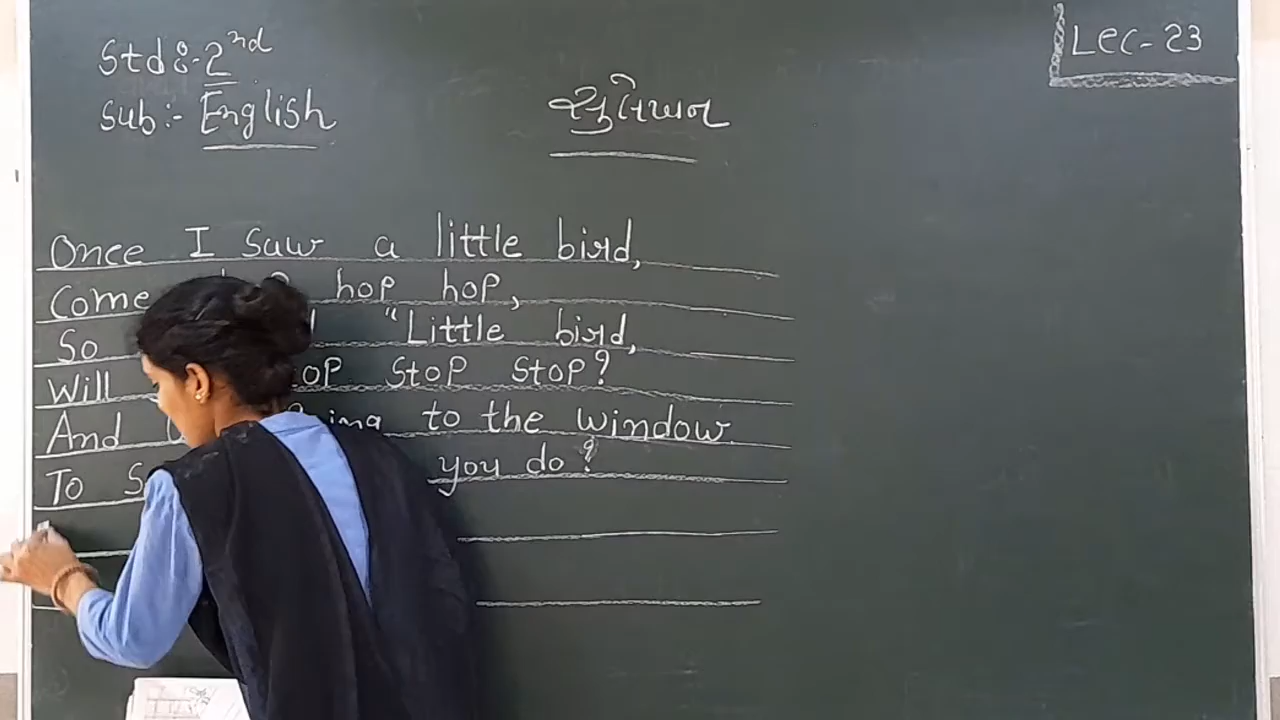 Std :- 2nd
Sub :- English
Lec- 23
સુલેખન
Once I saw a little bird,
Come hop hop,
So "Little bird,
Will stop stop?
And to the window
To you do?